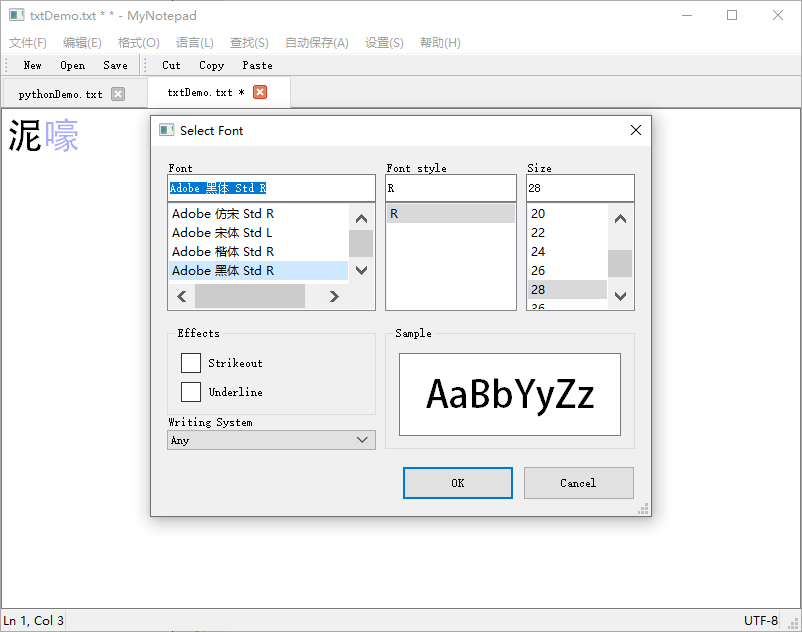 txtDemo.txt * * - MyNotepad
文件(F) 编辑(E) 格式(O) 语言(L) 查找(S) 自动保存(A) 设置(S) 帮助(H)
New Open Save Cut Copy Paste
pythonDemo.txt txtDemo.txt *
泥嚎
Select Font
Font Font style Size
Adobe 黑体 Std R R 28
Adobe 仿宋 Std R R 20
Adobe 宋体 Std L 22
Adobe 楷体 Std R 24
Adobe 黑体 Std R 26
28
26
Effects Sample
Strikeout
Underline
AaBbYyZz
Writing System
Any
OK Cancel
Ln 1, Col 3 UTF-8